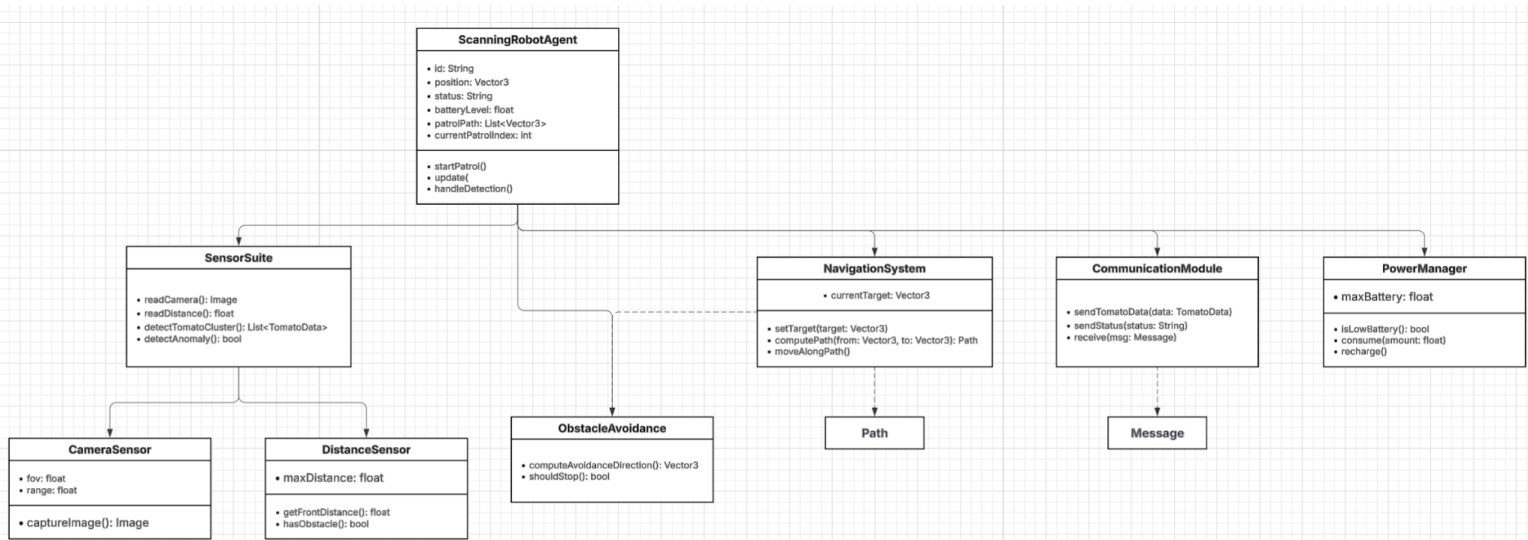 ScanningRobotAgent
• id: String
• position: Vector3
• status: String
• batteryLevel: float
• patrolPath: List<Vector3>
• currentPatrolIndex: int
• startPatrol()
• update(
• handleDetection()
SensorSuite
• readCamera(): Image
• readDistance(): float
• detectTomatoCluster(): List<TomatoData>
• detectAnomaly(): bool
NavigationSystem
• currentTarget: Vector3
• setTarget(target: Vector3)
• computePath(from: Vector3, to: Vector3): Path
• moveAlongPath()
CommunicationModule
• sendTomatoData(data: TomatoData)
• sendStatus(status: String)
• receive(msg: Message)
PowerManager
• maxBattery: float
• isLowBattery(): bool
• consume(amount: float)
• recharge()
CameraSensor
• fov: float
• range: float
• captureImage(): Image
DistanceSensor
• maxDistance: float
• getFrontDistance(): float
• hasObstacle(): bool
ObstacleAvoidance
• computeAvoidanceDirection(): Vector3
• shouldStop(): bool
Path
Message